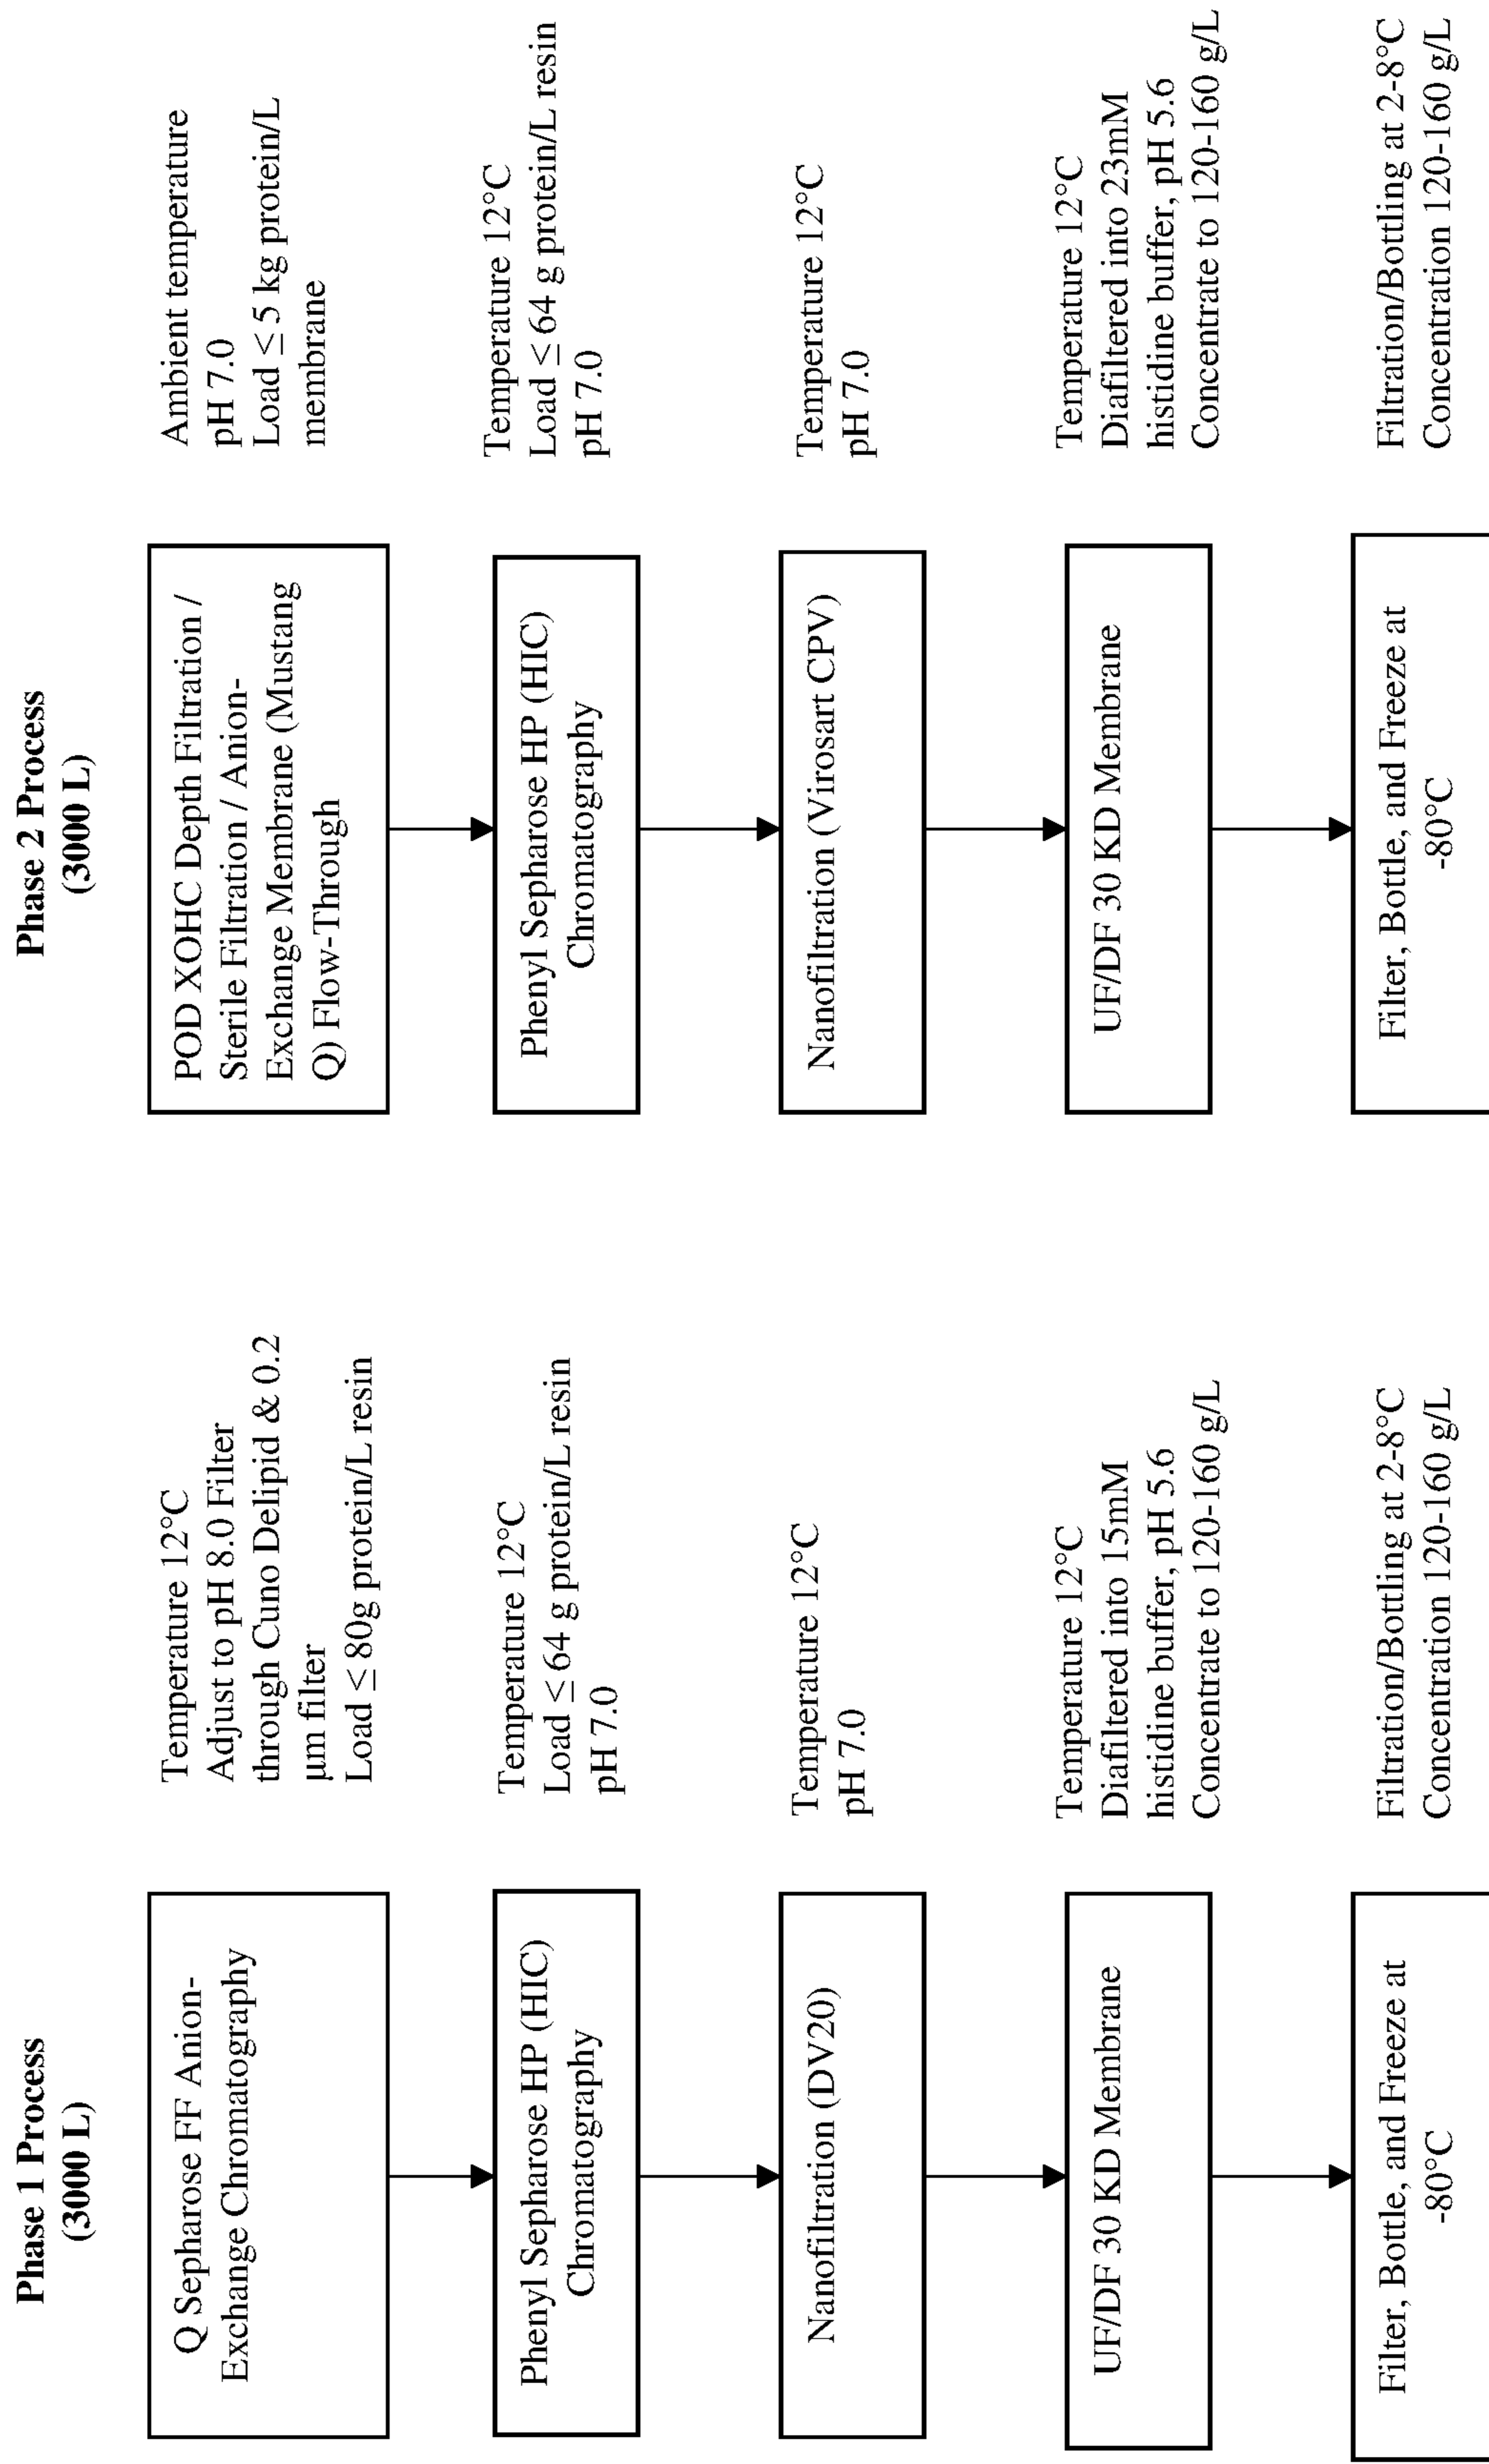 Phase 1 Process
(3000 L)
Q Sepharose FF Anion-
Exchange Chromatography
Temperature 12°C
Adjust to pH 8.0 Filter
through Cuno Delipid & 0.2
µm filter
Load ≤ 80g protein/L resin
Phenyl Sepharose HP (HIC)
Chromatography
Temperature 12°C
Load ≤ 64 g protein/L resin
pH 7.0
Nanofiltration (DV20)
Temperature 12°C
pH 7.0
UF/DF 30 KD Membrane
Temperature 12°C
Diafiltered into 15mM
histidine buffer, pH 5.6
Concentrate to 120-160 g/L
Filter, Bottle, and Freeze at
-80°C
Filtration/Bottling at 2-8°C
Concentration 120-160 g/L
Phase 2 Process
(3000 L)
POD XOHC Depth Filtration /
Sterile Filtration / Anion-
Exchange Membrane (Mustang
Q) Flow-Through
Ambient temperature
pH 7.0
Load ≤ 5 kg protein/L
membrane
Phenyl Sepharose HP (HIC)
Chromatography
Temperature 12°C
Load ≤ 64 g protein/L resin
pH 7.0
Nanofiltration (Virosart CPV)
Temperature 12°C
pH 7.0
UF/DF 30 KD Membrane
Temperature 12°C
Diafiltered into 23mM
histidine buffer, pH 5.6
Concentrate to 120-160 g/L
Filter, Bottle, and Freeze at
-80°C
Filtration/Bottling at 2-8°C
Concentration 120-160 g/L